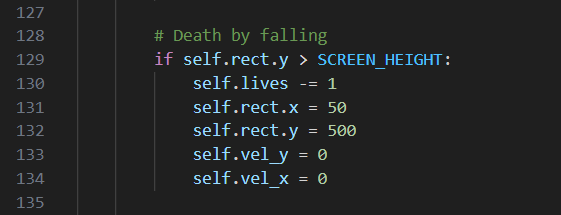 127
128 # Death by falling
129 if self.rect.y > SCREEN_HEIGHT:
130 self.lives -= 1
131 self.rect.x = 50
132 self.rect.y = 500
133 self.vel_y = 0
134 self.vel_x = 0
135